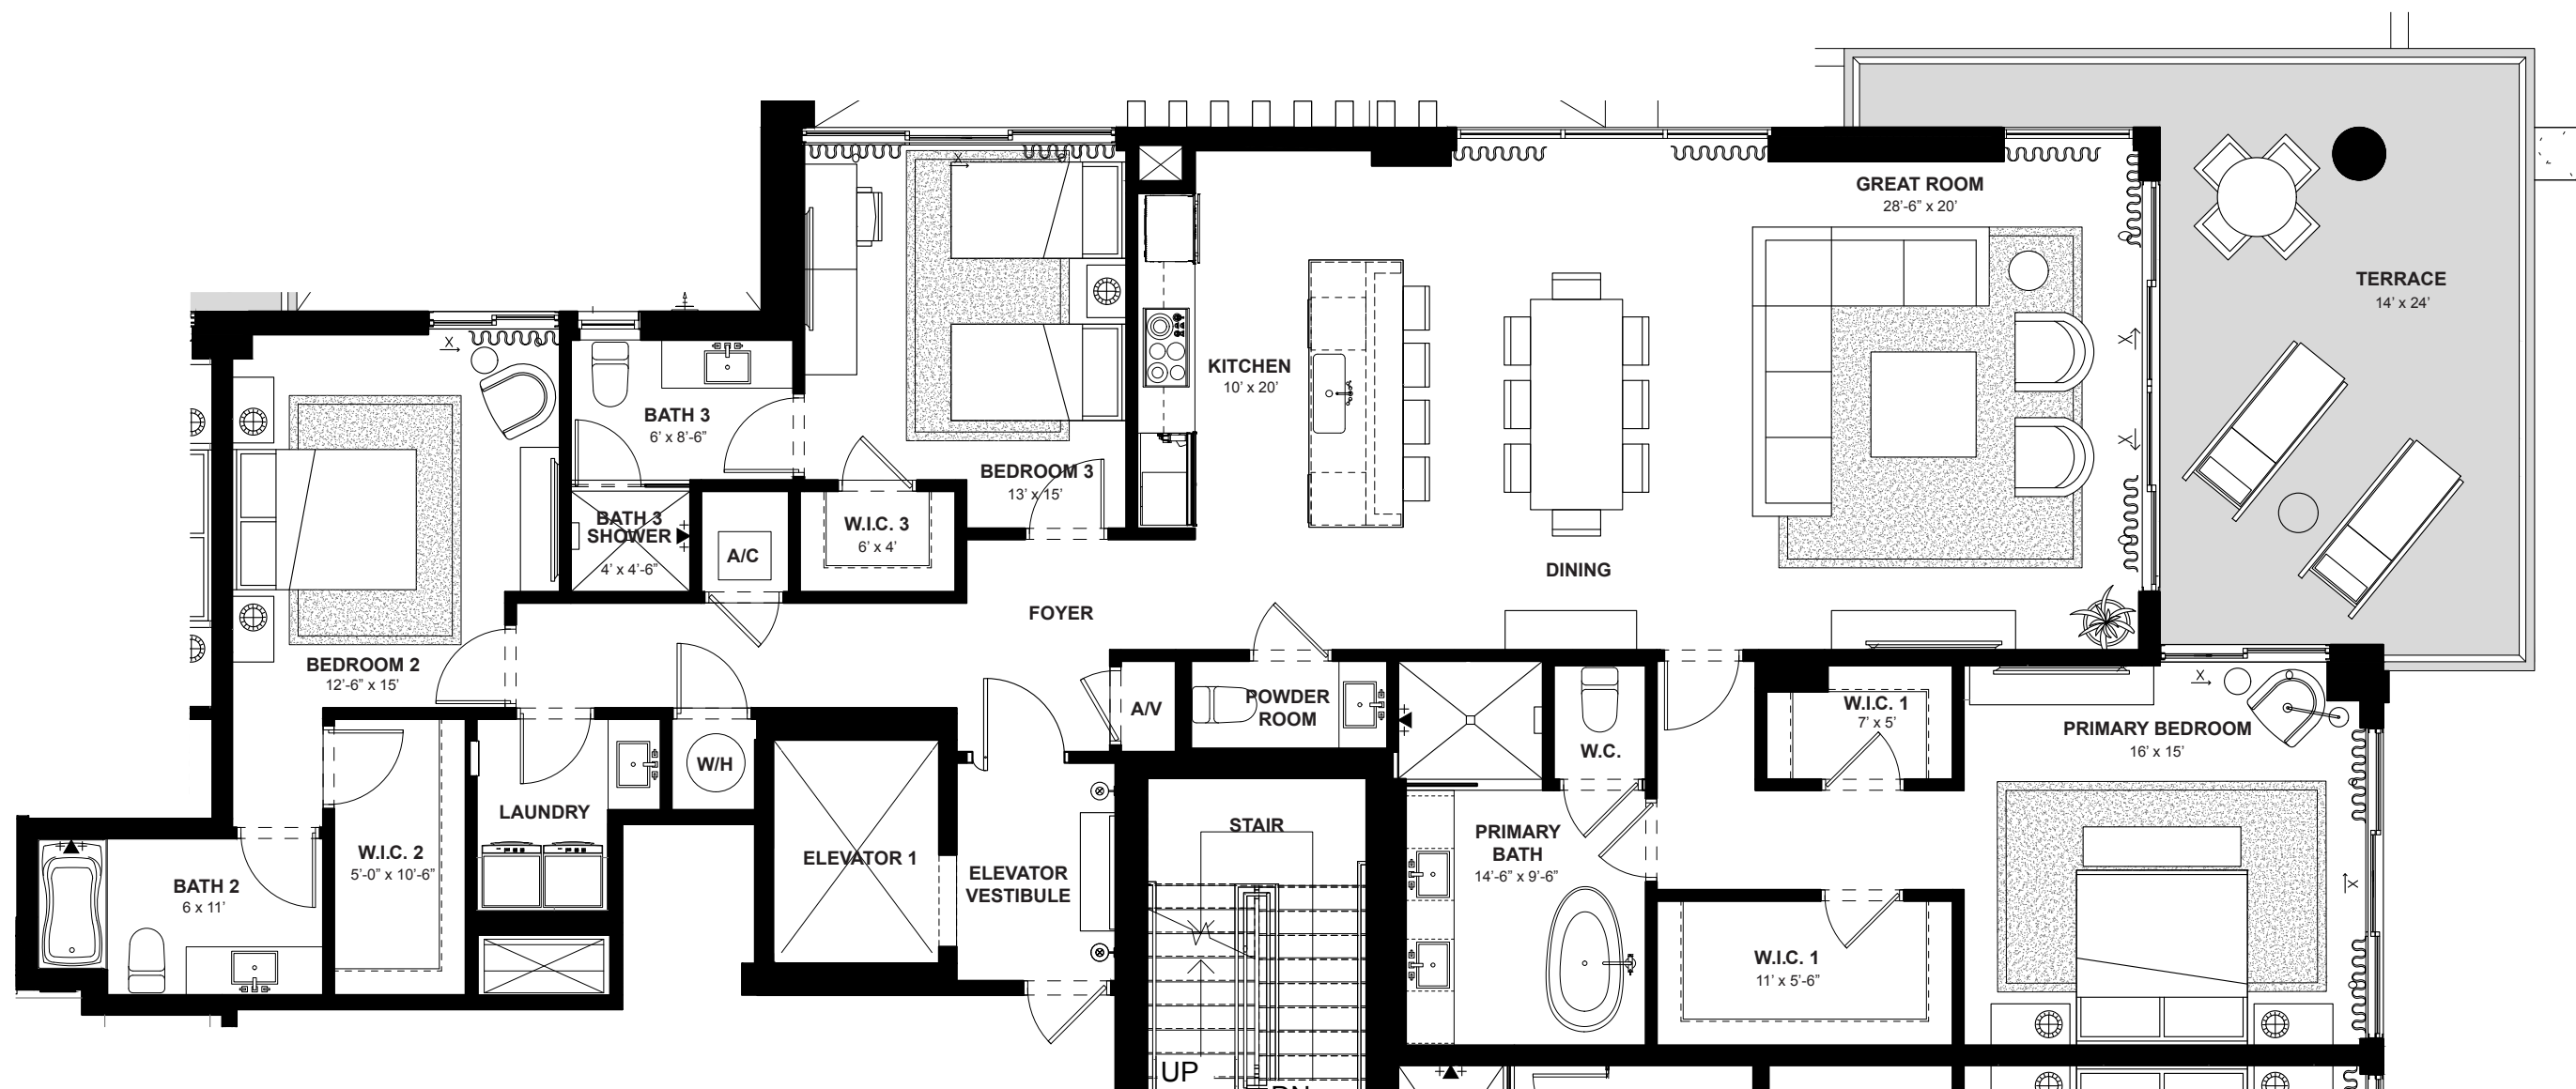 GREAT ROOM
28'-6" x 20'
TERRACE
14' x 24'
KITCHEN
10' x 20'
BATH 3
6' x 8'-6"
BEDROOM 3
13' x 15'
BATH 3
SHOWER
4' x 4'-6"
A/C
W.I.C. 3
6' x 4'
DINING
FOYER
BEDROOM 2
12'-6" x 15'
A/V
POWDER
ROOM
W.C.
W.I.C. 1
7' x 5'
PRIMARY BEDROOM
16' x 15'
W/H
LAUNDRY
STAIR
PRIMARY
BATH
14'-6" x 9'-6"
W.I.C. 2
5'-0" x 10'-6"
ELEVATOR 1
ELEVATOR
VESTIBULE
BATH 2
6 x 11'
W.I.C. 1
11' x 5'-6"
UP
X
X
X
X
X
X
X